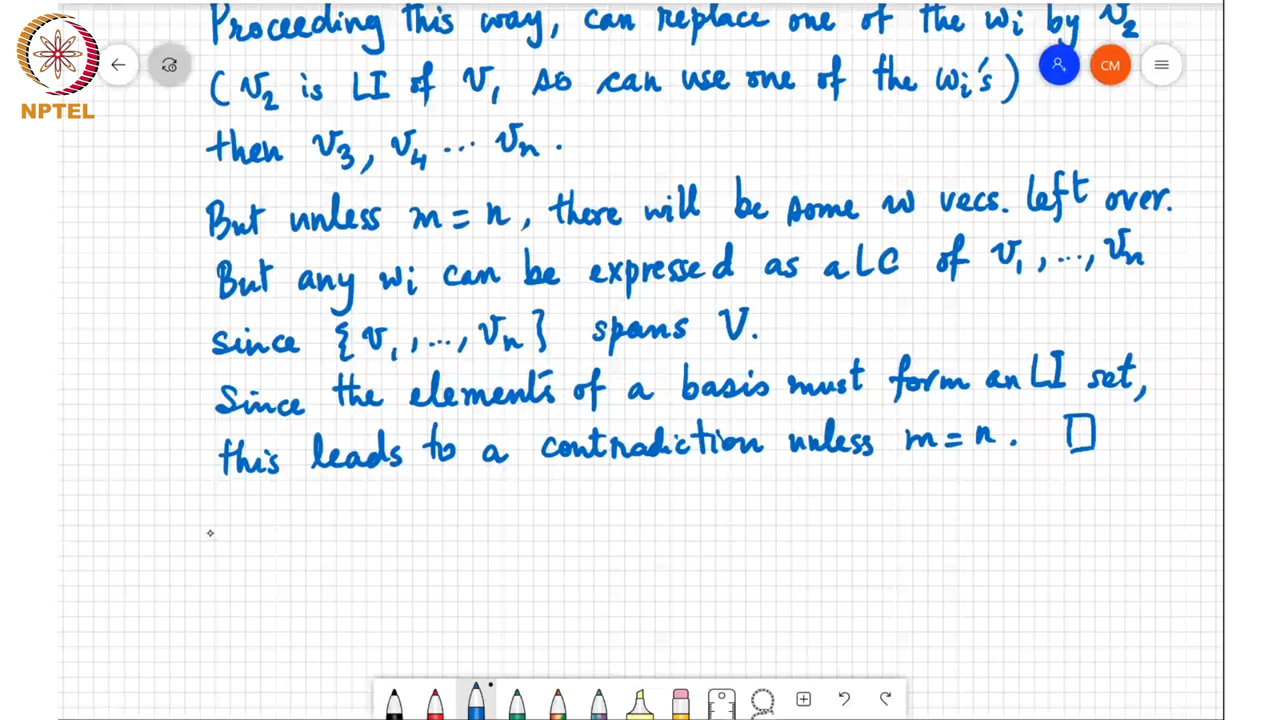 Proceeding this way, can replace one of the wi by v2
NPTEL
CM
(v2 is LI of v1 so can use one of the wi's)
then v3, v4 ... vn.
But unless m = n, there will be some w vecs. left over.
But any wi can be expressed as a LC of v1, ..., vn
since {v1, ..., vn} spans V.
Since the elements of a basis must form an LI set,
this leads to a contradiction unless m = n. □